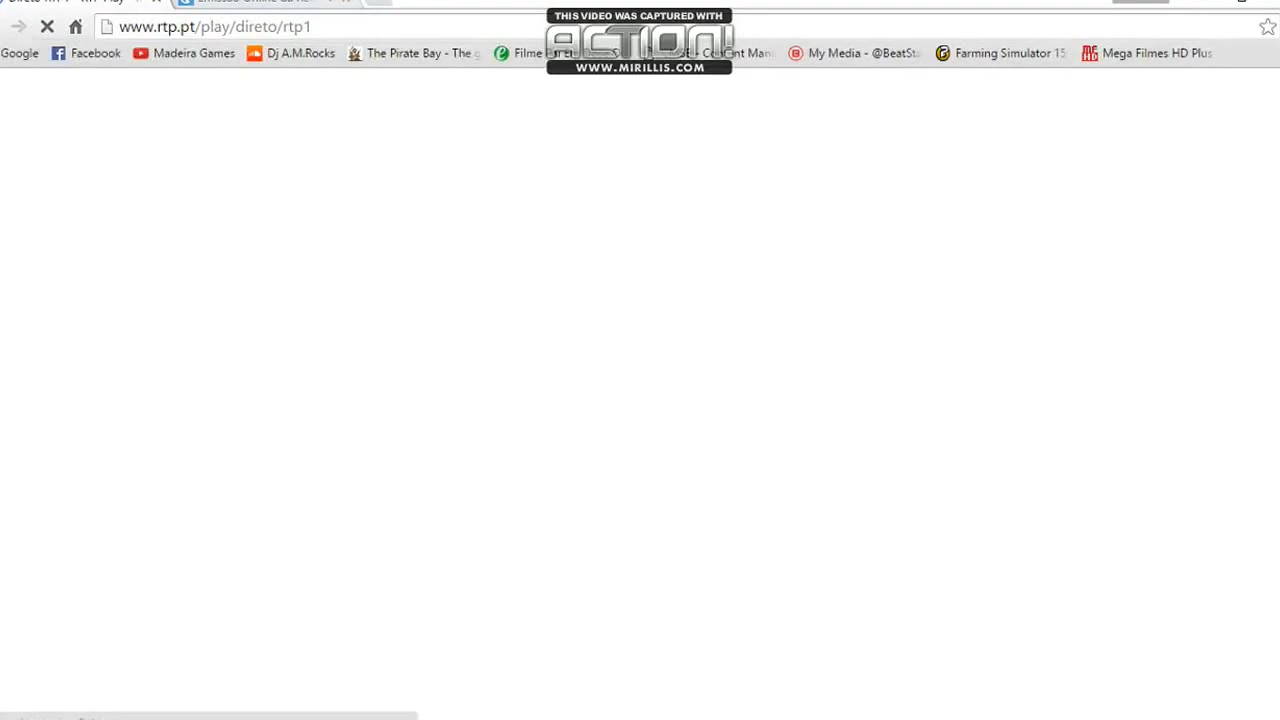 THIS VIDEO WAS CAPTURED WITH
ACTION!
WWW.MIRILLIS.COM
www.rtp.pt/play/direto/rtp1
Google Facebook Madeira Games Dj A.M.Rocks The Pirate Bay - The g Filme My Media - @BeatSta Farming Simulator 15 Mega Filmes HD Plus